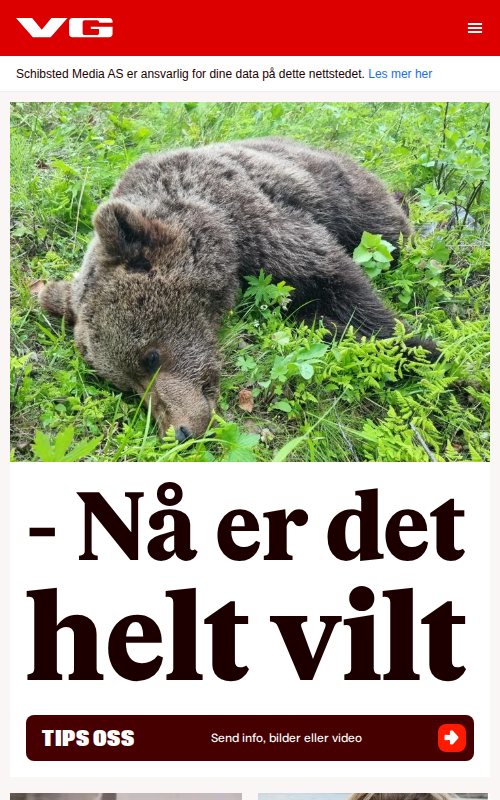 VG
Schibsted Media AS er ansvarlig for dine data på dette nettstedet. Les mer her
- Nå er det
helt vilt
TIPS OSS Send info, bilder eller video